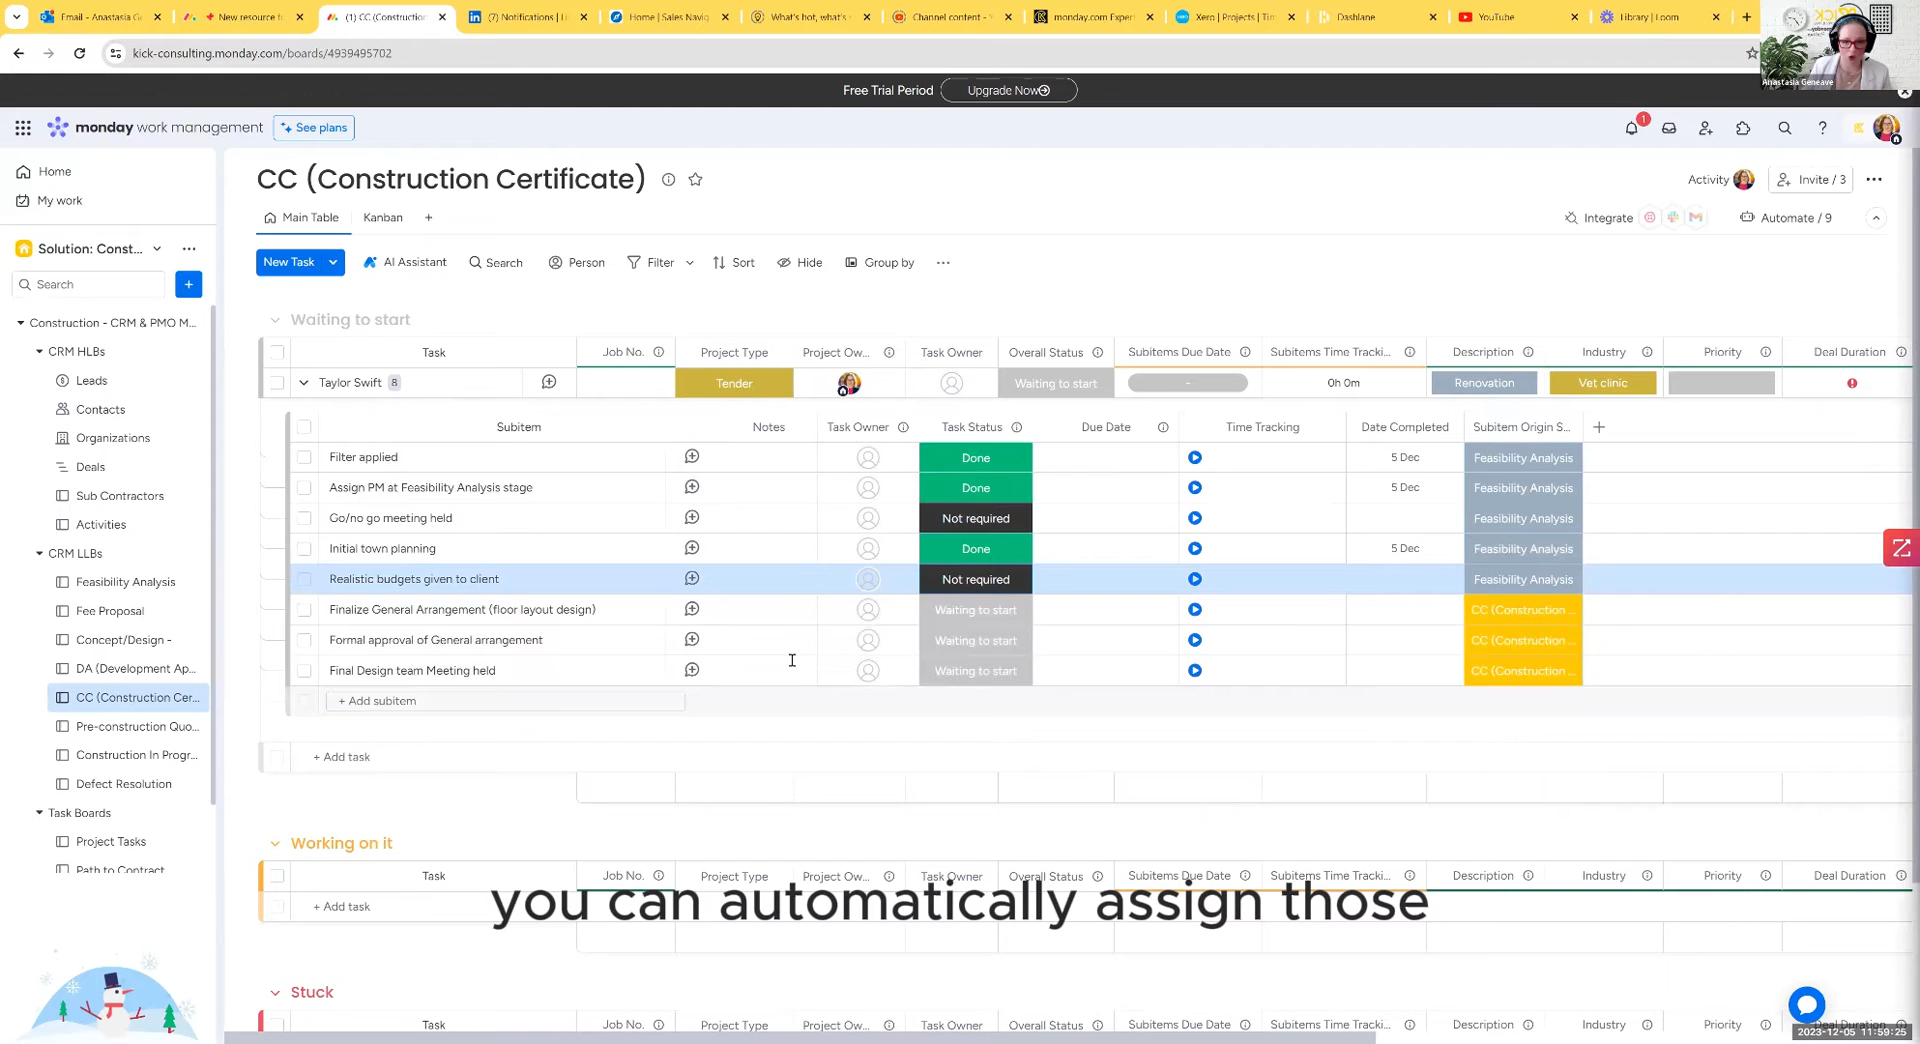 Email - Anastasia G
New resource fo
(1) CC (Construction
(7) Notifications | Li
Home | Sales Navig
What's hot, what's
Channel content -
monday.com Expert
Xero | Projects | Tim
Dashlane
YouTube
Library | Loom
kick-consulting.monday.com/boards/4939495702
Anastasia Geneave
Free Trial Period
Upgrade Now
monday work management
See plans
1
Home
My work
Solution: Const...
Search
Construction - CRM & PMO M...
CRM HLBs
Leads
Contacts
Organizations
Deals
Sub Contractors
Activities
CRM LLBs
Feasibility Analysis
Fee Proposal
Concept/Design -
DA (Development Ap...
CC (Construction Cer...
Pre-construction Quo...
Construction In Progr...
Defect Resolution
Task Boards
Project Tasks
Path to Contract
CC (Construction Certificate)
Activity
Invite / 3
Main Table Kanban
Integrate
Automate / 9
New Task AI Assistant Search Person Filter Sort Hide Group by
Waiting to start
Task Job No. Project Type Project Ow... Task Owner Overall Status Subitems Due Date Subitems Time Tracki... Description Industry Priority Deal Duration
Taylor Swift 8 Tender Waiting to start - 0h 0m Renovation Vet clinic
Subitem Notes Task Owner Task Status Due Date Time Tracking Date Completed Subitem Origin S...
Filter applied Done 5 Dec Feasibility Analysis
Assign PM at Feasibility Analysis stage Done 5 Dec Feasibility Analysis
Go/no go meeting held Not required Feasibility Analysis
Initial town planning Done 5 Dec Feasibility Analysis
Realistic budgets given to client Not required Feasibility Analysis
Finalize General Arrangement (floor layout design) Waiting to start CC (Construction ...
Formal approval of General arrangement Waiting to start CC (Construction ...
Final Design team Meeting held Waiting to start CC (Construction ...
+ Add subitem
+ Add task
Working on it
Task Job No. Project Type Project Ow... Task Owner Overall Status Subitems Due Date Subitems Time Tracki... Description Industry Priority Deal Duration
+ Add task
you can automatically assign those
Stuck
Task Job No. Project Type Project Ow... Task Owner Overall Status Subitems Due Date Subitems Time Tracki... Description Industry Priority Deal Duration
2023-12-05 11:59:25